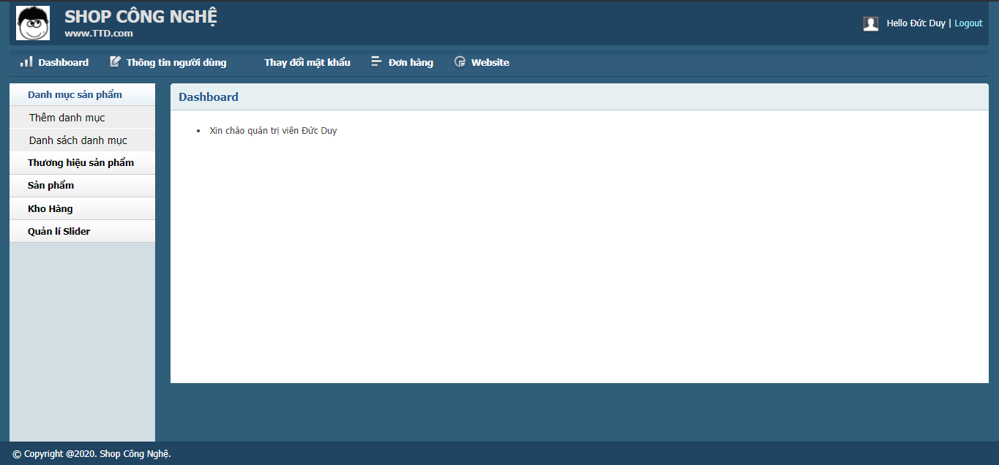 SHOP CÔNG NGHỆ
www.TTD.com
Hello Đức Duy | Logout
Dashboard
Thông tin người dùng
Thay đổi mật khẩu
Đơn hàng
Website
Danh mục sản phẩm
Thêm danh mục
Danh sách danh mục
Thương hiệu sản phẩm
Sản phẩm
Kho Hàng
Quản lí Slider
Dashboard
Xin chào quản trị viên Đức Duy
© Copyright @2020. Shop Công Nghệ.